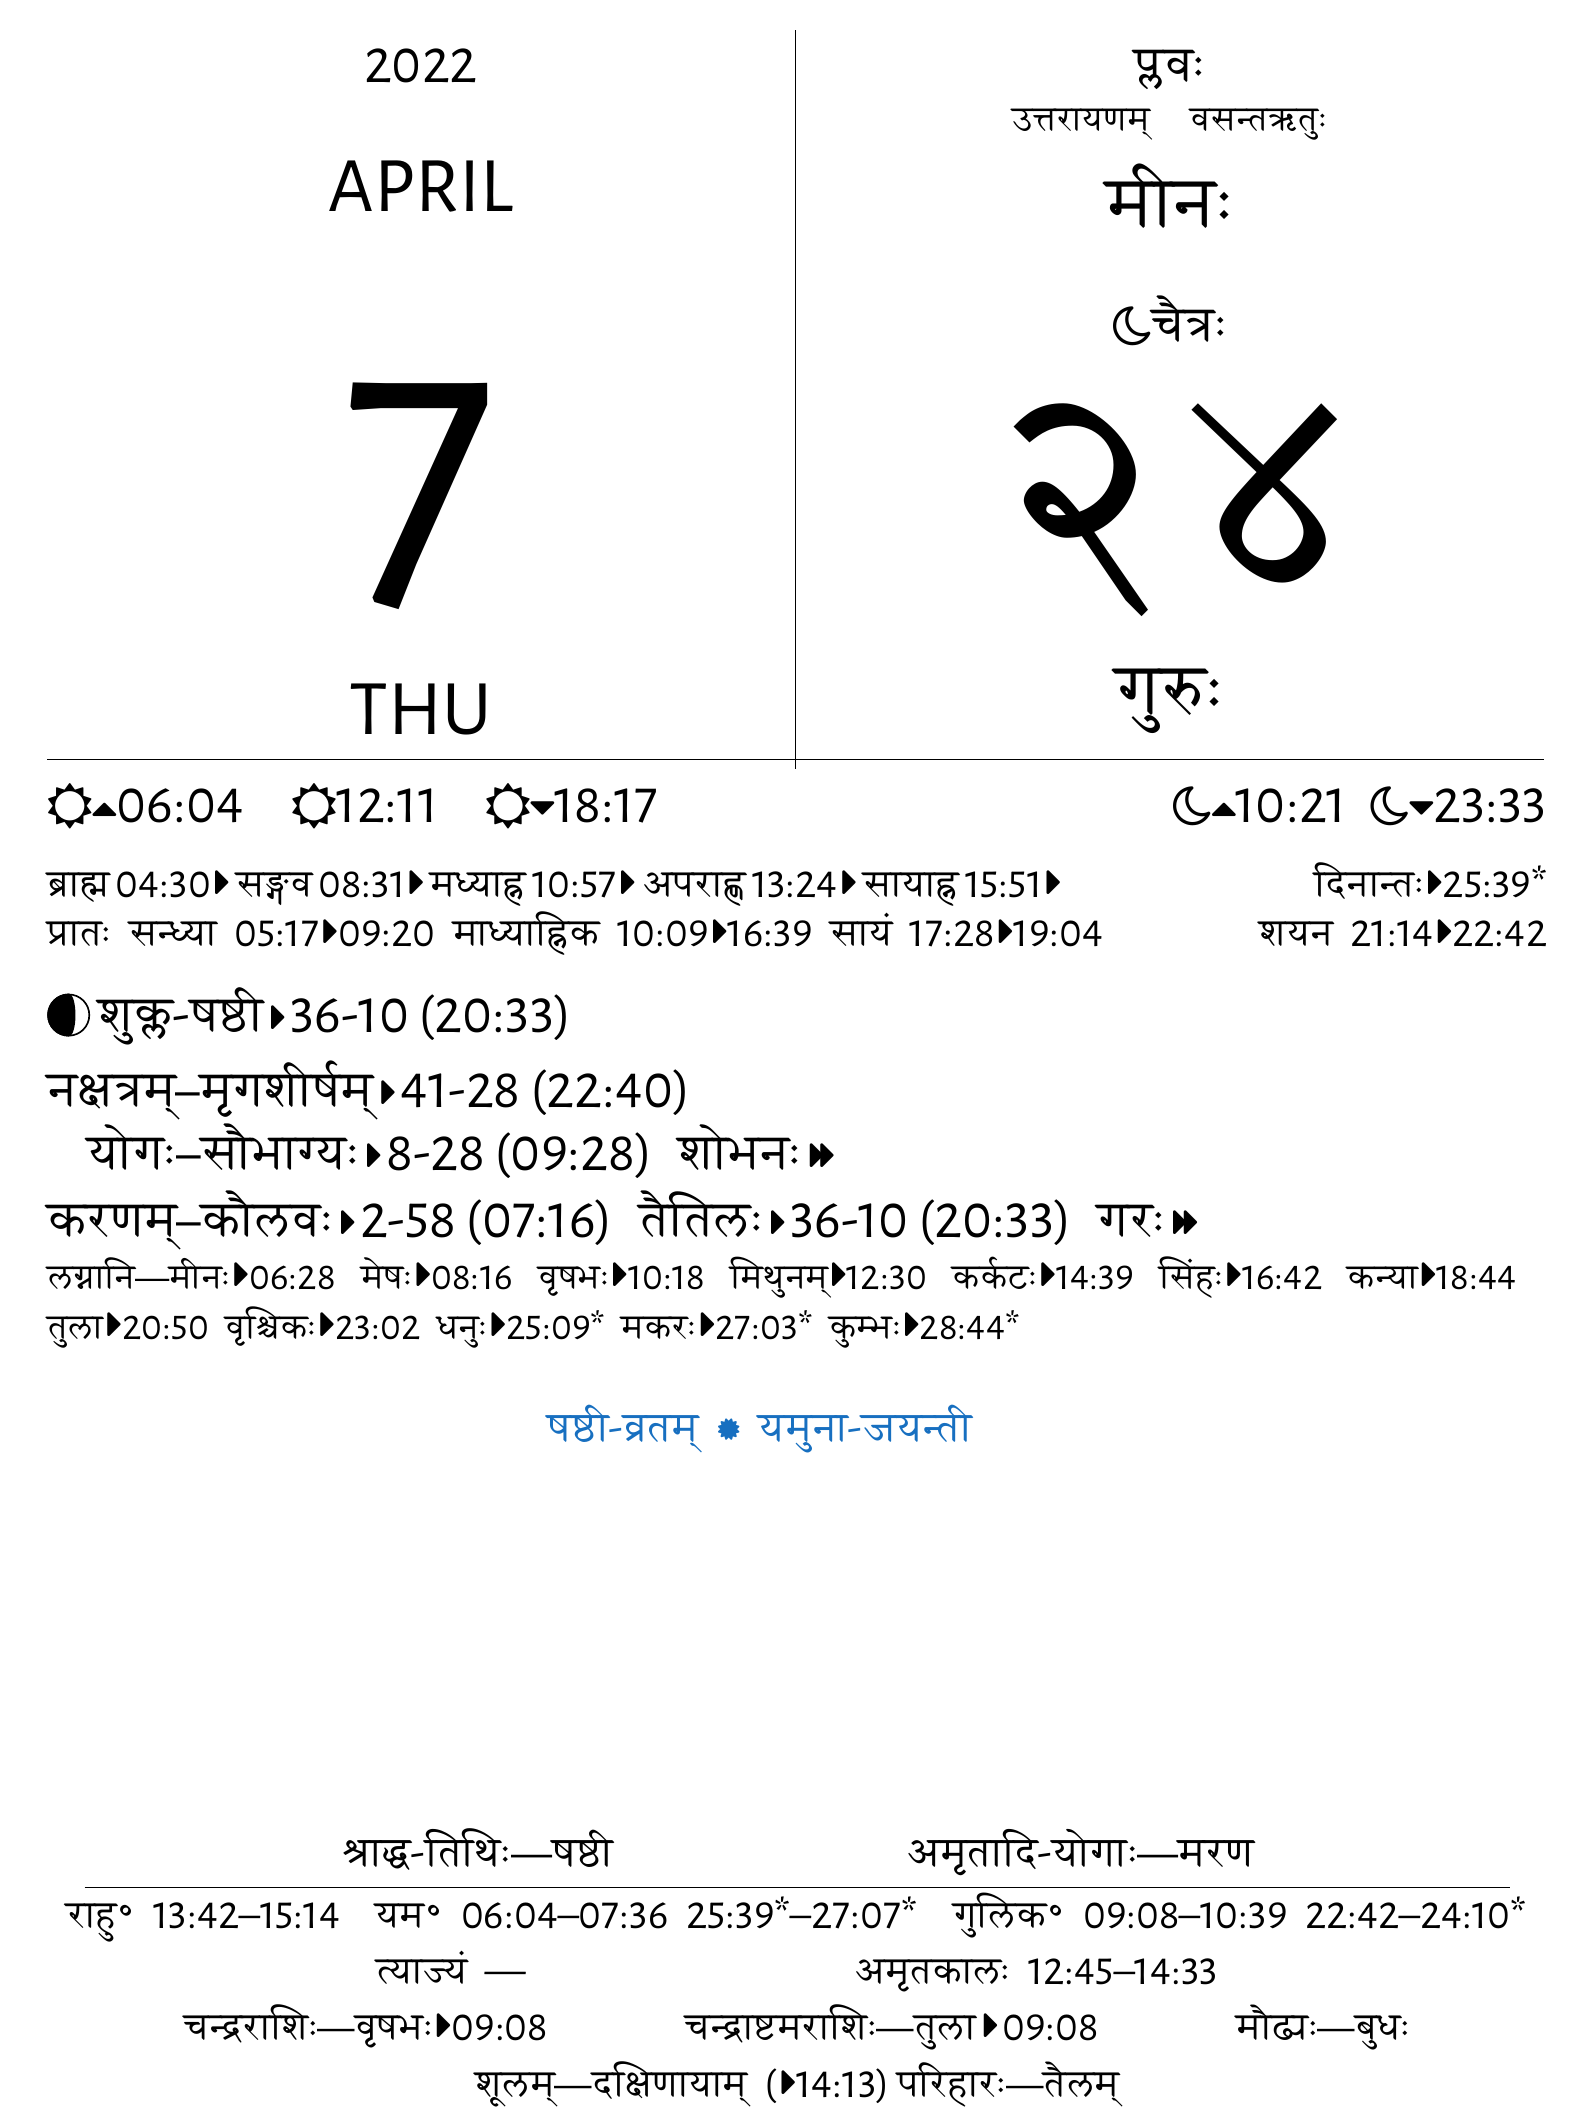 2022
APRIL
7
THU
प्लवः
उत्तरायणम् वसन्तऋतुः
मीनः
चैत्रः
२४
गुरुः
06:04 12:11 18:17 10:21 23:33
ब्राह्म 04:30 सङ्गव 08:31 मध्याह्न 10:57 अपराह्ण 13:24 सायाह्न 15:51 दिनान्तः 25:39*
प्रातः सन्ध्या 05:17 09:20 माध्याह्निक 10:09 16:39 सायं 17:28 19:04 शयन 21:14 22:42
शुक्ल-षष्ठी 36-10 (20:33)
नक्षत्रम्–मृगशीर्षम् 41-28 (22:40)
योगः–सौभाग्यः 8-28 (09:28) शोभनः
करणम्–कौलवः 2-58 (07:16) तैतिलः 36-10 (20:33) गरः
लग्नानि—मीनः 06:28 मेषः 08:16 वृषभः 10:18 मिथुनम् 12:30 कर्कटः 14:39 सिंहः 16:42 कन्या 18:44
तुला 20:50 वृश्चिकः 23:02 धनुः 25:09* मकरः 27:03* कुम्भः 28:44*
षष्ठी-व्रतम् ✹ यमुना-जयन्ती
श्राद्ध-तिथिः—षष्ठी अमृतादि-योगाः—मरण
राहु° 13:42–15:14 यम° 06:04–07:36 25:39*–27:07* गुलिक° 09:08–10:39 22:42–24:10*
त्याज्यं — अमृतकालः 12:45–14:33
चन्द्रराशिः—वृषभः 09:08 चन्द्राष्टमराशिः—तुला 09:08 मौढ्यः—बुधः
शूलम्—दक्षिणायाम् (14:13) परिहारः—तैलम्